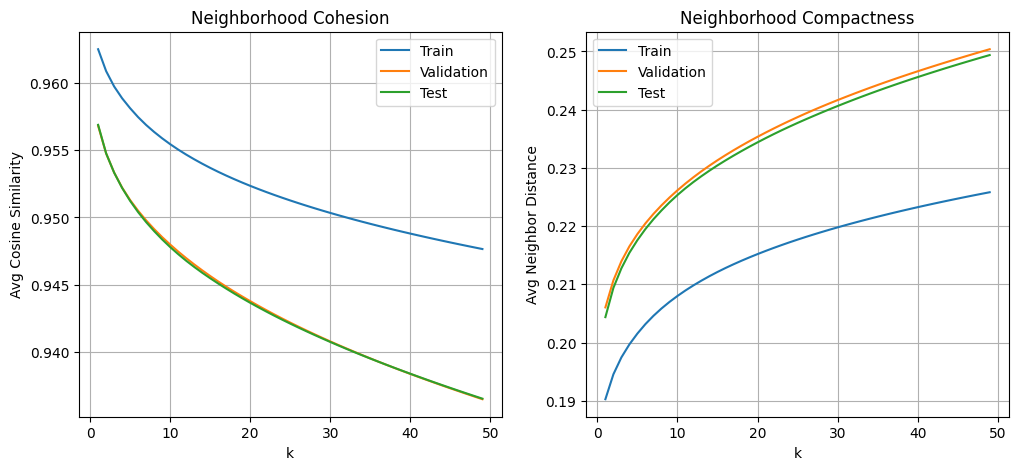 Neighborhood Cohesion
Avg Cosine Similarity
0.960
0.955
0.950
0.945
0.940
Train
Validation
Test
0
10
20
30
40
50
k
Neighborhood Compactness
Avg Neighbor Distance
0.25
0.24
0.23
0.22
0.21
0.20
0.19
Train
Validation
Test
0
10
20
30
40
50
k